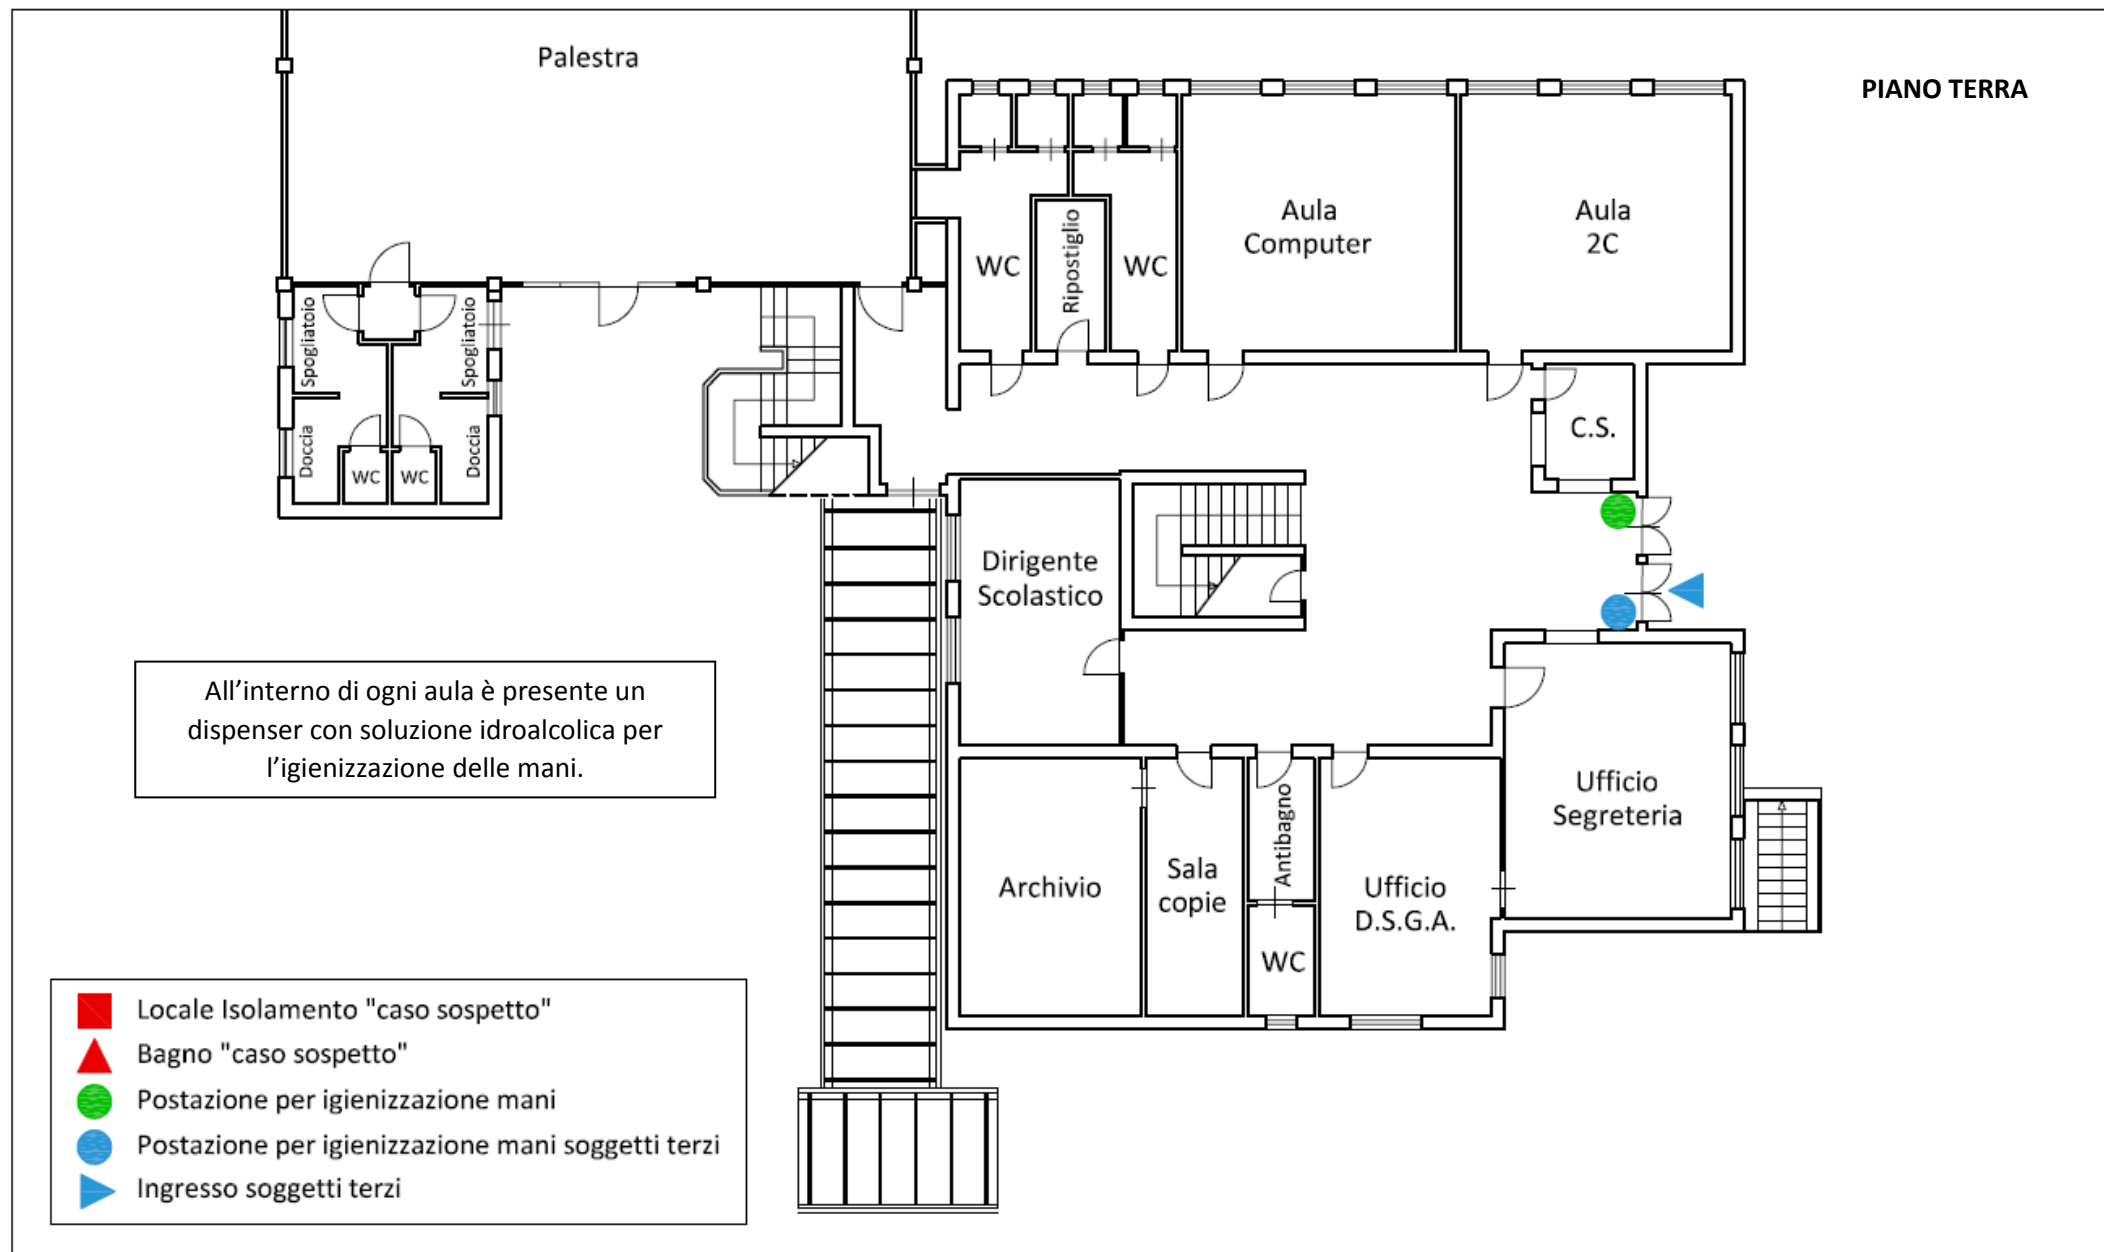 Palestra
PIANO TERRA
Aula
Computer
Aula
2C
WC
Ripostiglio
WC
Spogliatoio
Spogliatoio
Doccia
WC
WC
Doccia
C.S.
Dirigente
Scolastico
All’interno di ogni aula è presente un
dispenser con soluzione idroalcolica per
l’igienizzazione delle mani.
Ufficio
Segreteria
Archivio
Sala
copie
Antibagno
WC
Ufficio
D.S.G.A.
Locale Isolamento "caso sospetto"
Bagno "caso sospetto"
Postazione per igienizzazione mani
Postazione per igienizzazione mani soggetti terzi
Ingresso soggetti terzi